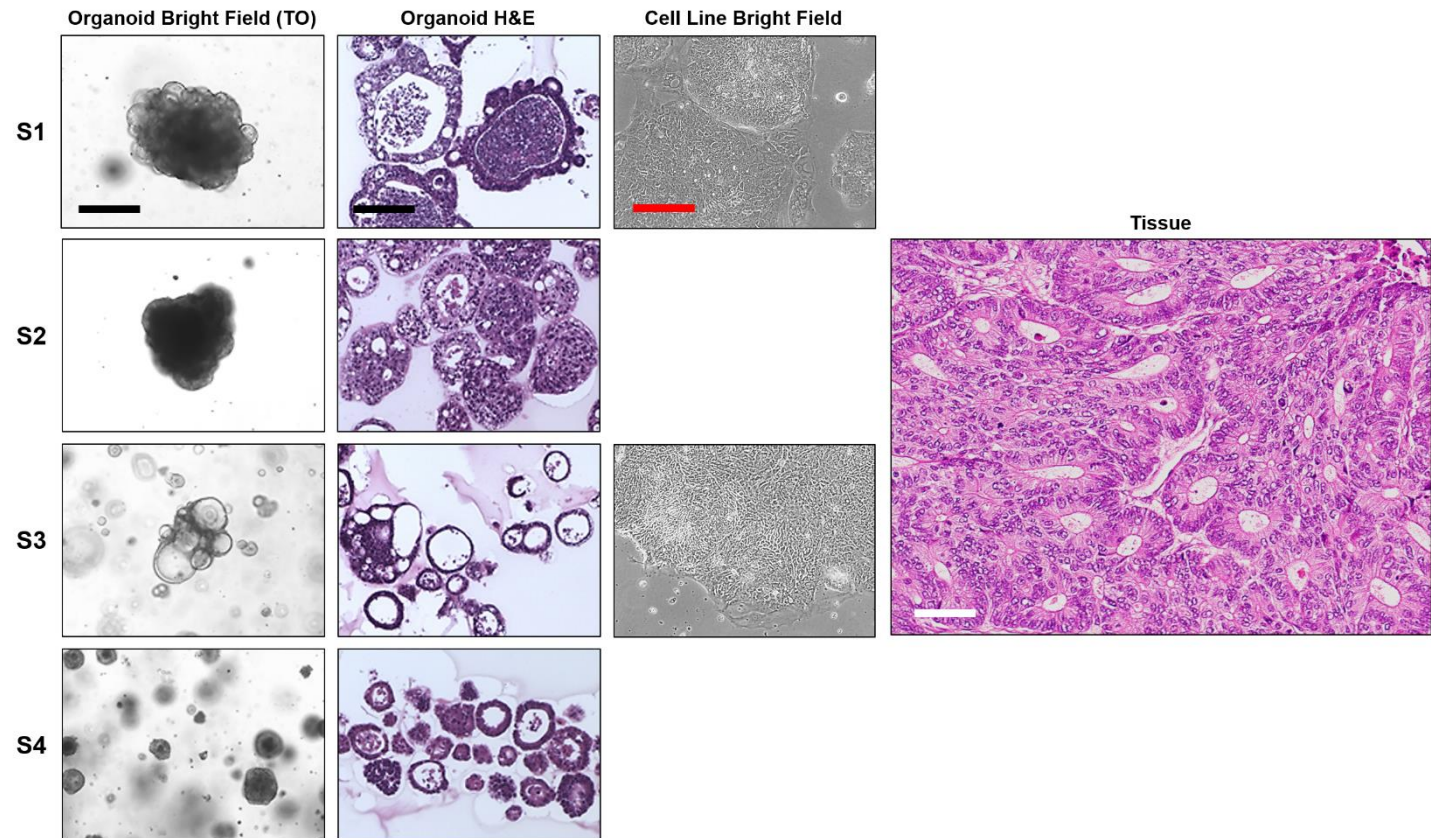 Organoid Bright Field (TO)
Organoid H&E
Cell Line Bright Field
S1
Tissue
S2
S3
S4